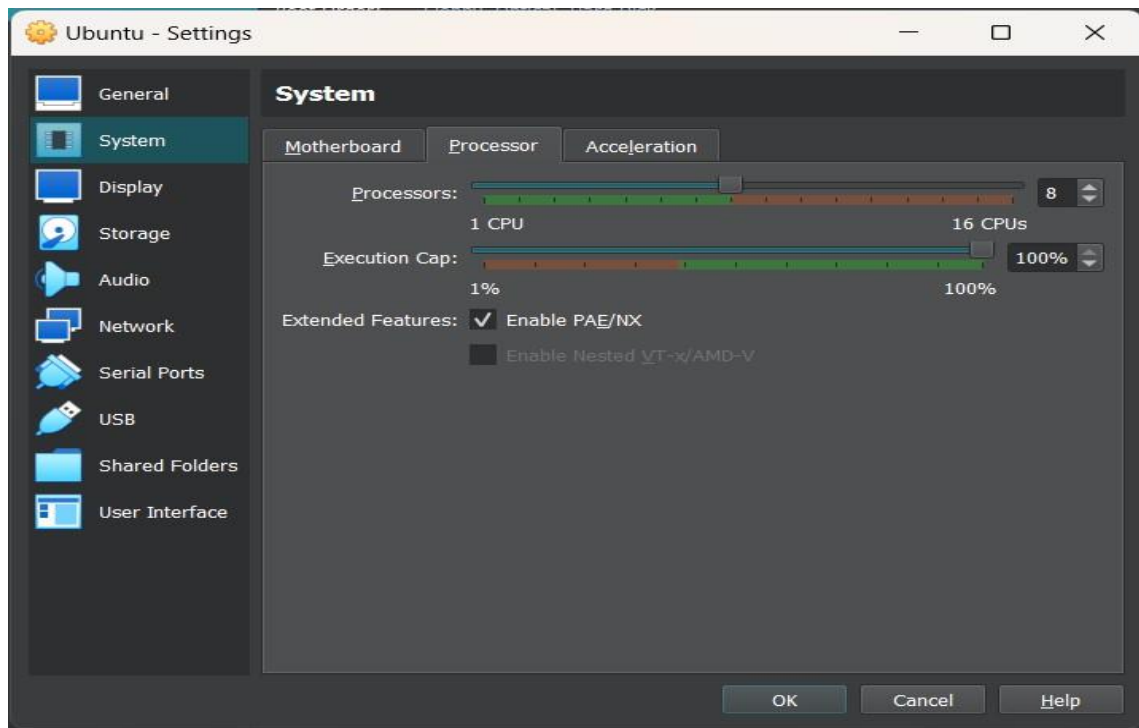 Ubuntu - Settings
General
System
Display
Storage
Audio
Network
Serial Ports
USB
Shared Folders
User Interface
System
Motherboard Processor Acceleration
Processors: 8
1 CPU 16 CPUs
Execution Cap: 100%
1% 100%
Extended Features: Enable PAE/NX
Enable Nested VT-x/AMD-V
OK Cancel Help